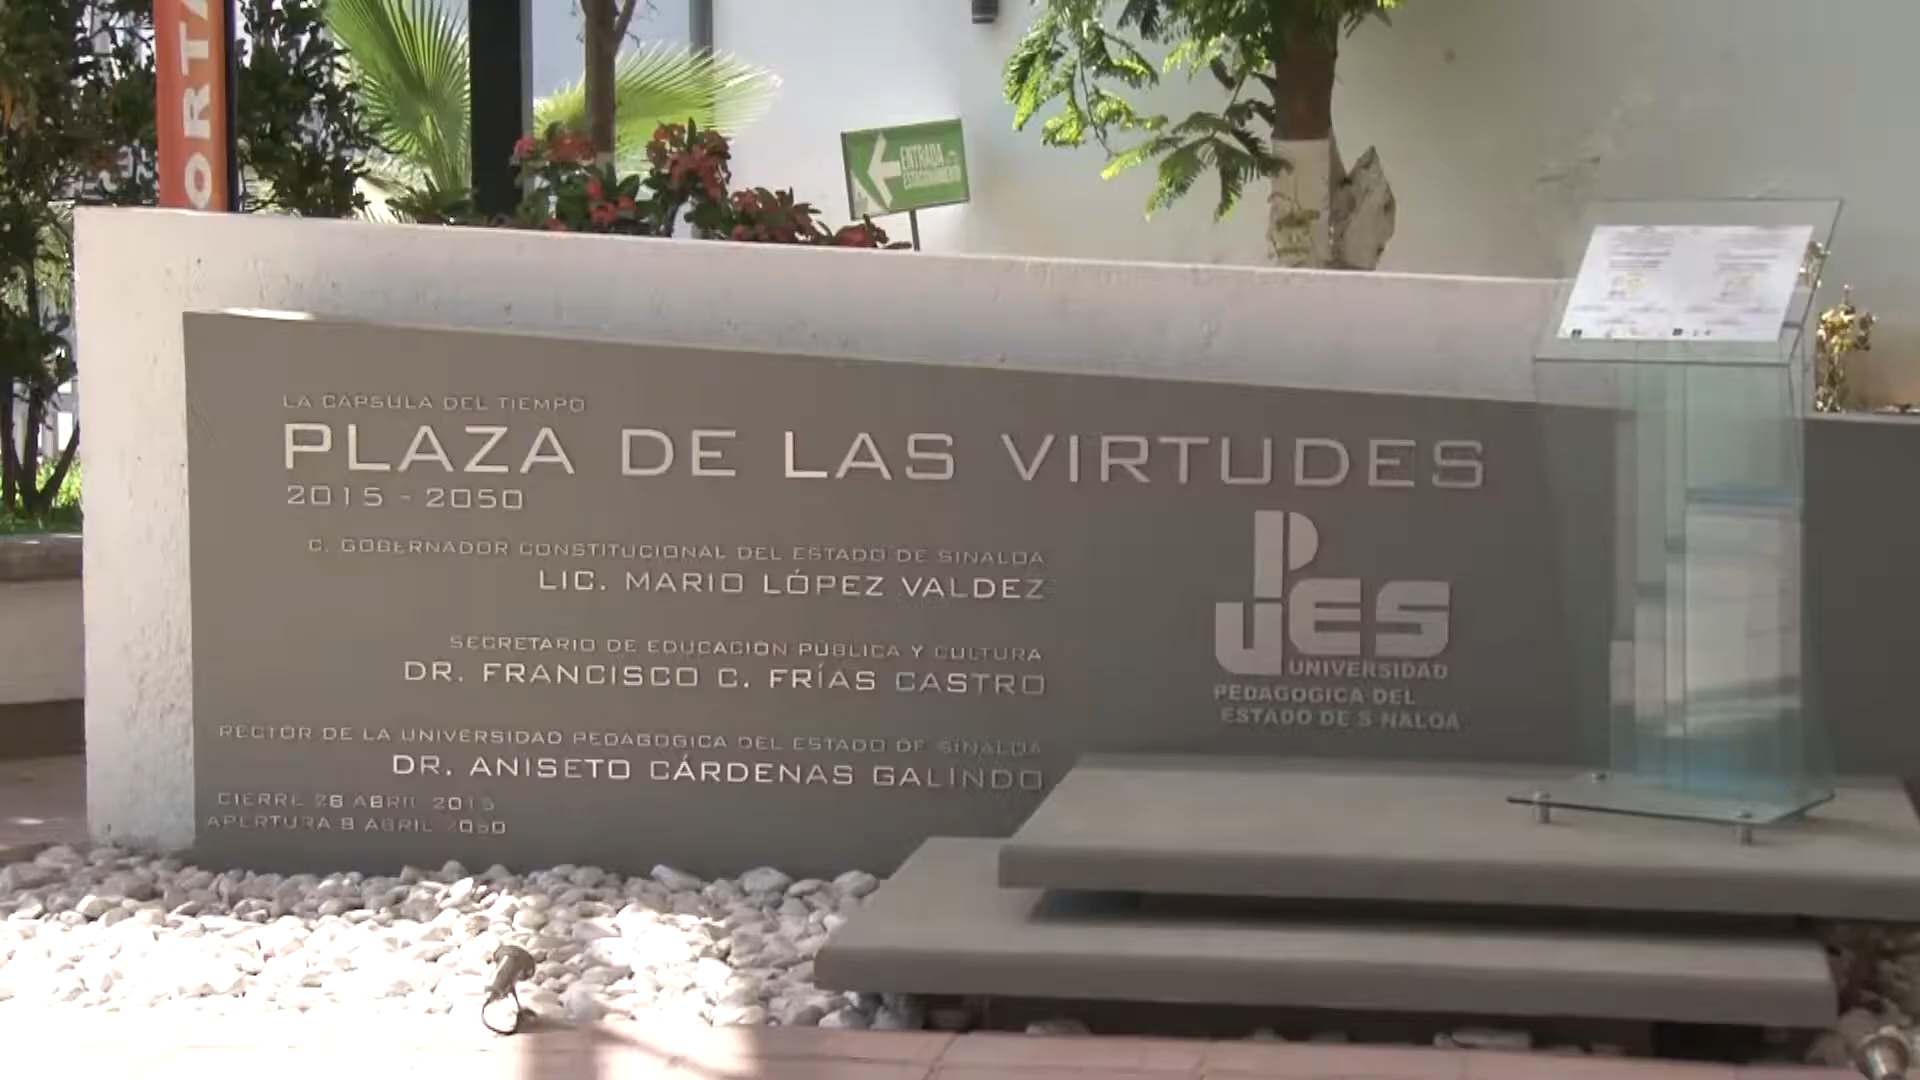 ORTA
ENTRADA
ESTACIONAMIENTO
LA CAPSULA DEL TIEMPO
PLAZA DE LAS VIRTUDES
2015 - 2050
C. GOBERNADOR CONSTITUCIONAL DEL ESTADO DE SINALOA
LIC. MARIO LÓPEZ VALDEZ
SECRETARIO DE EDUCACIÓN PÚBLICA Y CULTURA
DR. FRANCISCO C. FRÍAS CASTRO
RECTOR DE LA UNIVERSIDAD PEDAGOGICA DEL ESTADO DE SINALOA
DR. ANISETO CÁRDENAS GALINDO
CIERRE 28 ABRIL 2015
APERTURA 8 ABRIL 2050
UPES
UNIVERSIDAD
PEDAGOGICA DEL
ESTADO DE S NALOA